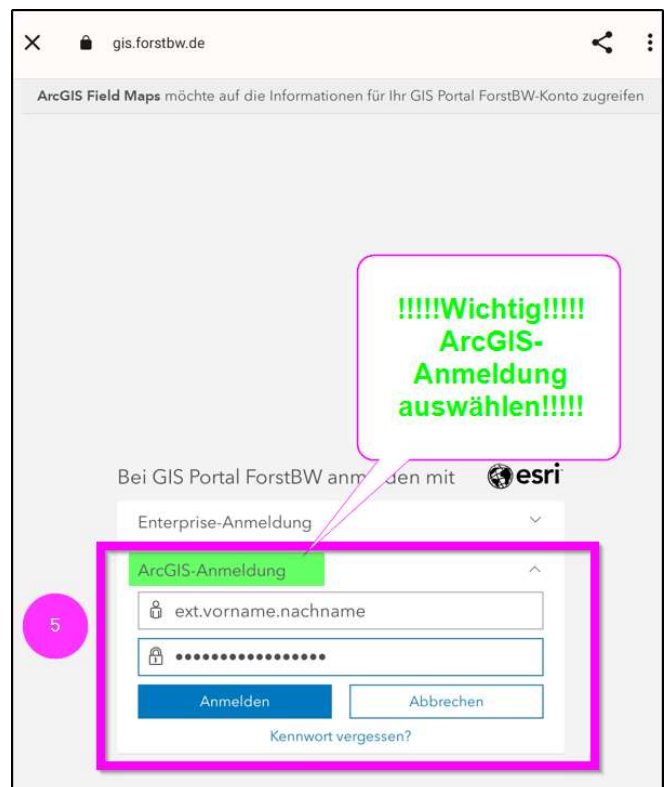 gis.forstbw.de
ArcGIS Field Maps möchte auf die Informationen für Ihr GIS Portal ForstBW-Konto zugreifen
!!!!!Wichtig!!!!!
ArcGIS-
Anmeldung
auswählen!!!!!
Bei GIS Portal ForstBW anmelden mit esri
Enterprise-Anmeldung
ArcGIS-Anmeldung
5
ext.vorname.nachname
•••••••••••••••••
Anmelden Abbrechen
Kennwort vergessen?